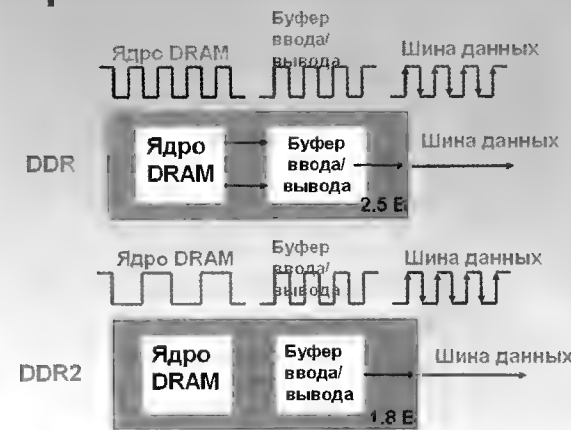 Буфер
ввода/
вывода
Ядро DRAM
Шина данных
DDR
Ядро
DRAM
Буфер
ввода/
вывода
Шина данных
2.5 В
Ядро DRAM
Буфер
ввода/
вывода
Шина данных
DDR2
Ядро
DRAM
Буфер
ввода/
вывода
Шина данных
1.8 В